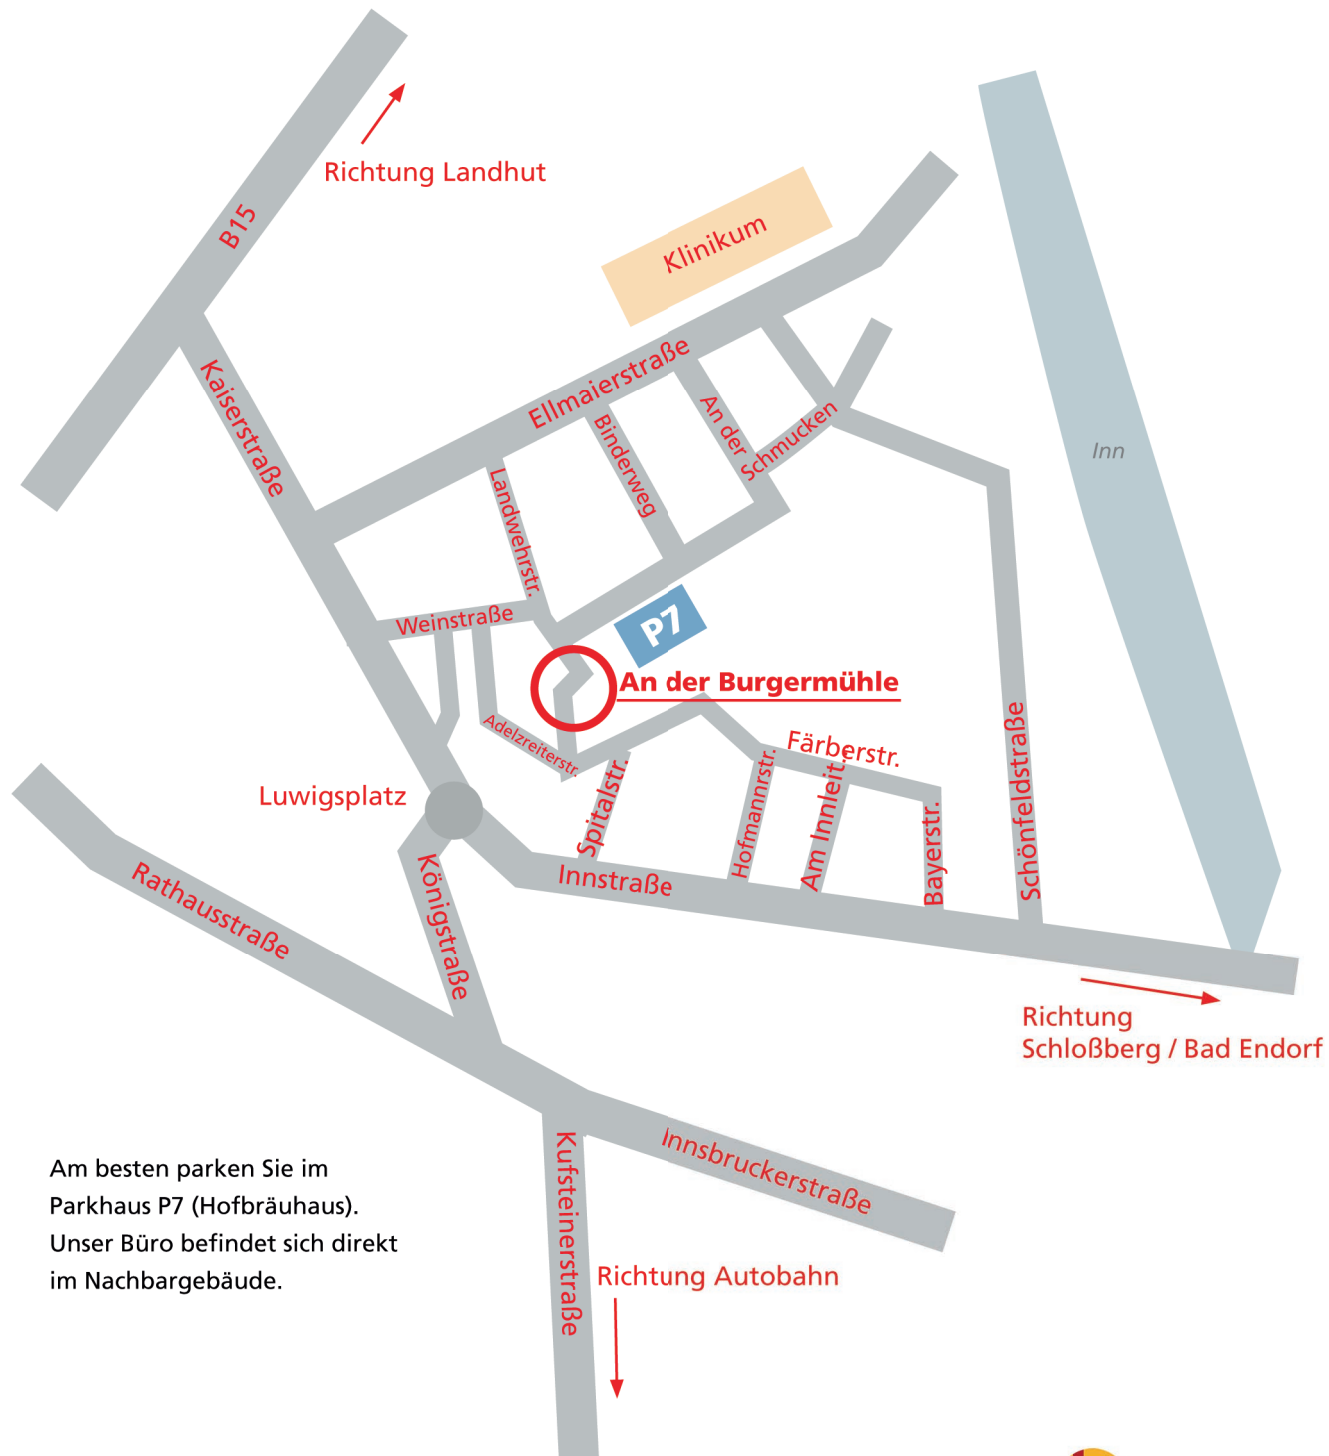 Richtung Landhut
B15
Klinikum
Kaiserstraße
Ellmaierstraße
An der
Schmucken
Binderweg
Landwehrstr.
Inn
Weinstraße
P7
An der Burgermühle
Adelzreiterstr.
Färberstr.
Spitalstr.
Hofmannrstr.
Am Innleit.
Bayerstr.
Schönfeldstraße
Luwigsplatz
Innstraße
Königstraße
Rathausstraße
Richtung
Schloßberg / Bad Endorf
Innsbruckerstraße
Kufsteinerstraße
Am besten parken Sie im
Parkhaus P7 (Hofbräuhaus).
Unser Büro befindet sich direkt
im Nachbargebäude.
Richtung Autobahn